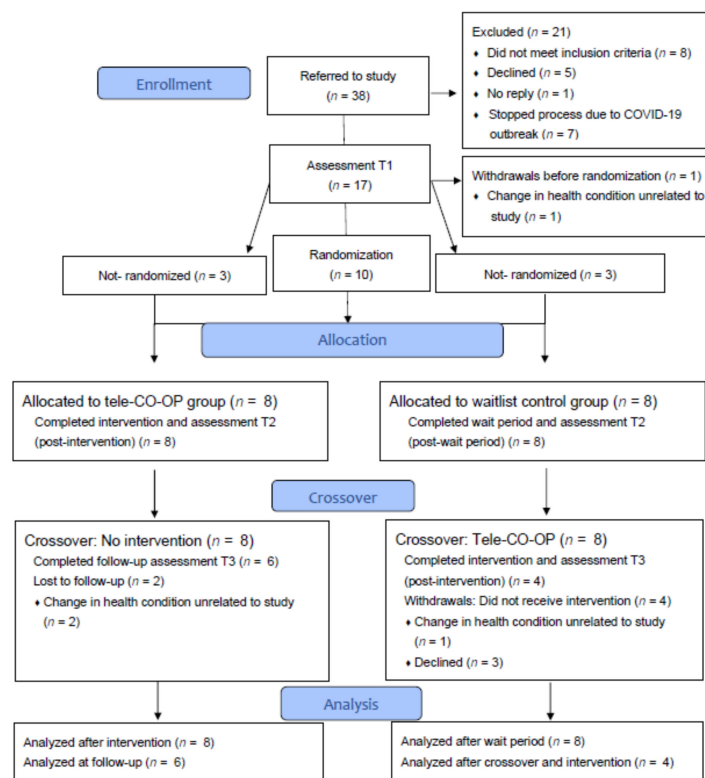 Enrollment
Referred to study
(n = 38)
Excluded (n = 21)
♦ Did not meet inclusion criteria (n = 8)
♦ Declined (n = 5)
♦ No reply (n = 1)
♦ Stopped process due to COVID-19
outbreak (n = 7)
Assessment T1
(n = 17)
Withdrawals before randomization (n = 1)
♦ Change in health condition unrelated to
study (n = 1)
Not- randomized (n = 3)
Randomization
(n = 10)
Not- randomized (n = 3)
Allocation
Allocated to tele-CO-OP group (n = 8)
Completed intervention and assessment T2
(post-intervention) (n = 8)
Allocated to waitlist control group (n = 8)
Completed wait period and assessment T2
(post-wait period) (n = 8)
Crossover
Crossover: No intervention (n = 8)
Completed follow-up assessment T3 (n = 6)
Lost to follow-up (n = 2)
♦ Change in health condition unrelated to study
(n = 2)
Crossover: Tele-CO-OP (n = 8)
Completed intervention and assessment T3
(post-intervention) (n = 4)
Withdrawals: Did not receive intervention (n = 4)
♦ Change in health condition unrelated to study
(n = 1)
♦ Declined (n = 3)
Analysis
Analyzed after intervention (n = 8)
Analyzed at follow-up (n = 6)
Analyzed after wait period (n = 8)
Analyzed after crossover and intervention (n = 4)